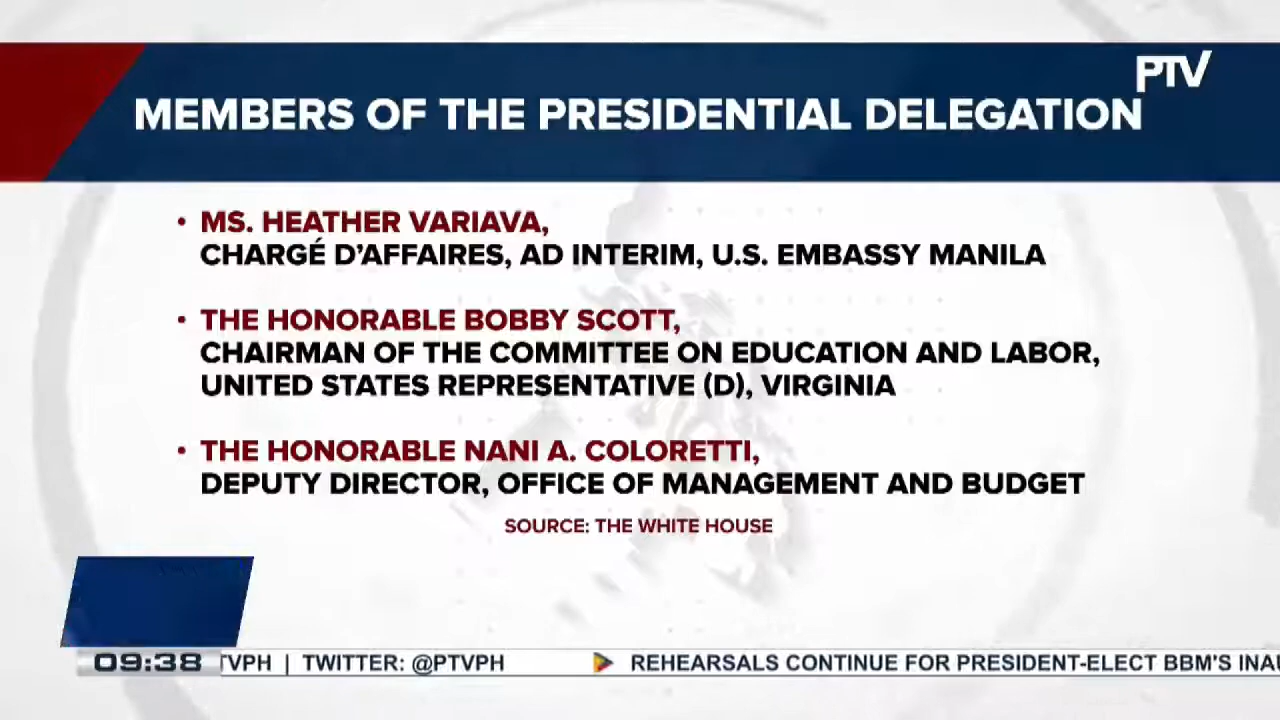 PTV
MEMBERS OF THE PRESIDENTIAL DELEGATION
• MS. HEATHER VARIAVA,
CHARGÉ D'AFFAIRES, AD INTERIM, U.S. EMBASSY MANILA
• THE HONORABLE BOBBY SCOTT,
CHAIRMAN OF THE COMMITTEE ON EDUCATION AND LABOR,
UNITED STATES REPRESENTATIVE (D), VIRGINIA
• THE HONORABLE NANI A. COLORETTI,
DEPUTY DIRECTOR, OFFICE OF MANAGEMENT AND BUDGET
SOURCE: THE WHITE HOUSE
09:38 TVPH | TWITTER: @PTVPH REHEARSALS CONTINUE FOR PRESIDENT-ELECT BBM'S INAU